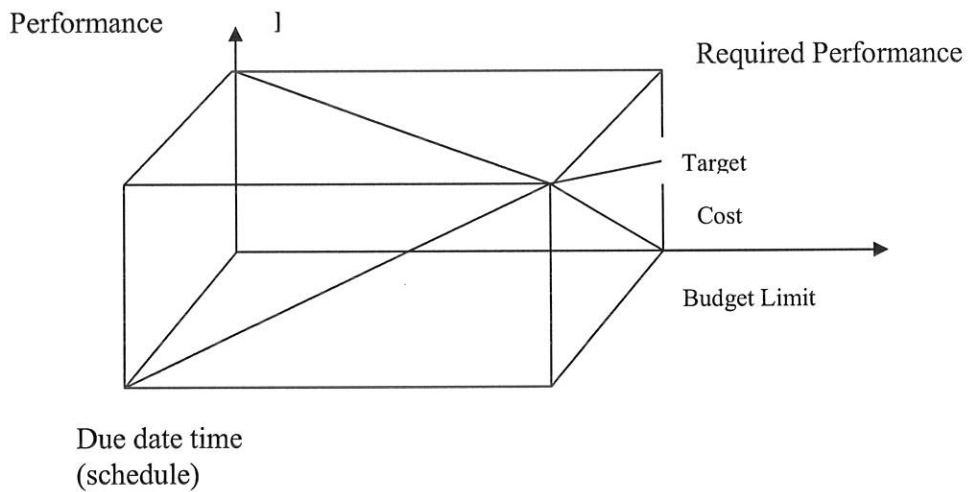 Performance ]
Required Performance
Target
Cost
Budget Limit
Due date time
(schedule)